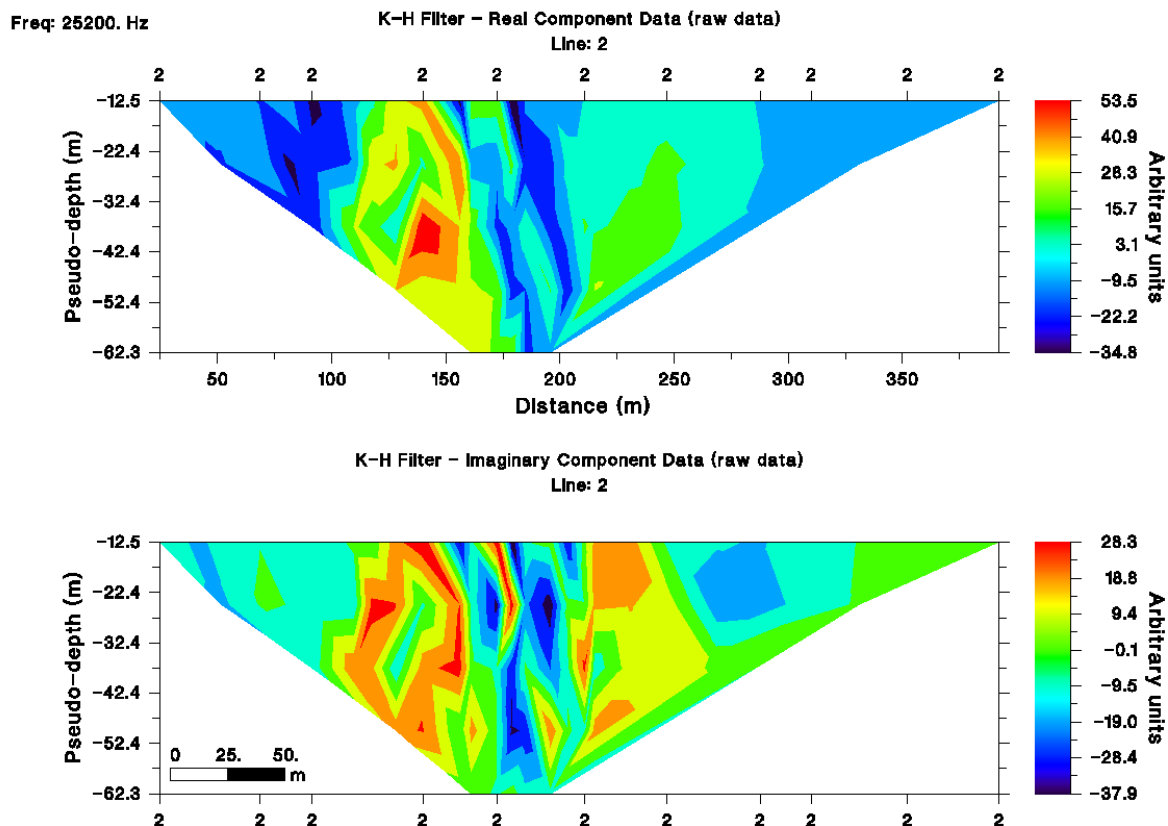 Freq: 25200. Hz
K-H Filter - Real Component Data (raw data)
Line: 2
2 2 2 2 2 2 2 2 2 2
-12.5
-22.4
-32.4
-42.4
-52.4
-62.3
Pseudo-depth (m)
50 100 150 200 250 300 350
Distance (m)
53.5
40.9
28.3
15.7
3.1
-9.5
-22.2
-34.8
Arbitrary units
K-H Filter - Imaginary Component Data (raw data)
Line: 2
-12.5
-22.4
-32.4
-42.4
-52.4
-62.3
Pseudo-depth (m)
0 25. 50.
m
28.3
18.8
9.4
-0.1
-9.5
-19.0
-28.4
-37.9
Arbitrary units
2 2 2 2 2 2 2 2 2 2